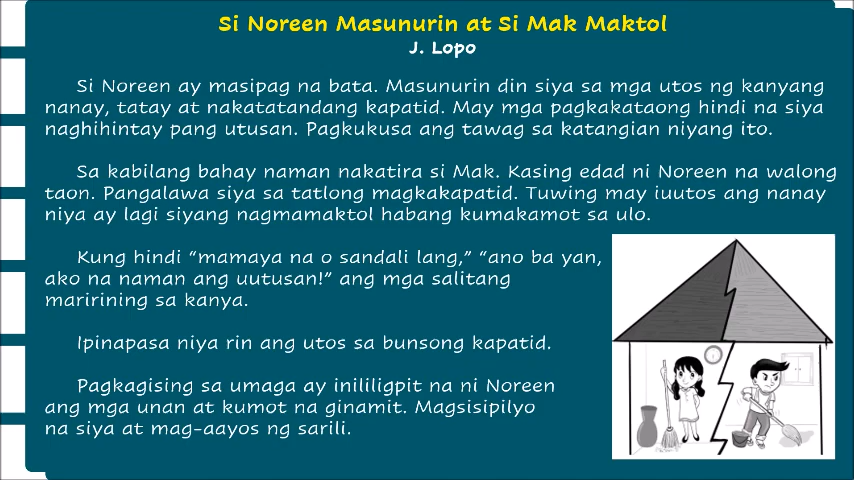 Si Noreen Masunurin at Si Mak Maktol
J. Lopo
Si Noreen ay masipag na bata. Masunurin din siya sa mga utos ng kanyang
nanay, tatay at nakatatandang kapatid. May mga pagkakataong hindi na siya
naghihintay pang utusan. Pagkukusa ang tawag sa katangian niyang ito.
Sa kabilang bahay naman nakatira si Mak. Kasing edad ni Noreen na walong
taon. Pangalawa siya sa tatlong magkakapatid. Tuwing may iuutos ang nanay
niya ay lagi siyang nagmamaktol habang kumakamot sa ulo.
Kung hindi “mamaya na o sandali lang,” “ano ba yan,
ako na naman ang uutusan!” ang mga salitang
maririning sa kanya.
Ipinapasa niya rin ang utos sa bunsong kapatid.
Pagkagising sa umaga ay inililigpit na ni Noreen
ang mga unan at kumot na ginamit. Magsisipilyo
na siya at mag-aayos ng sarili.